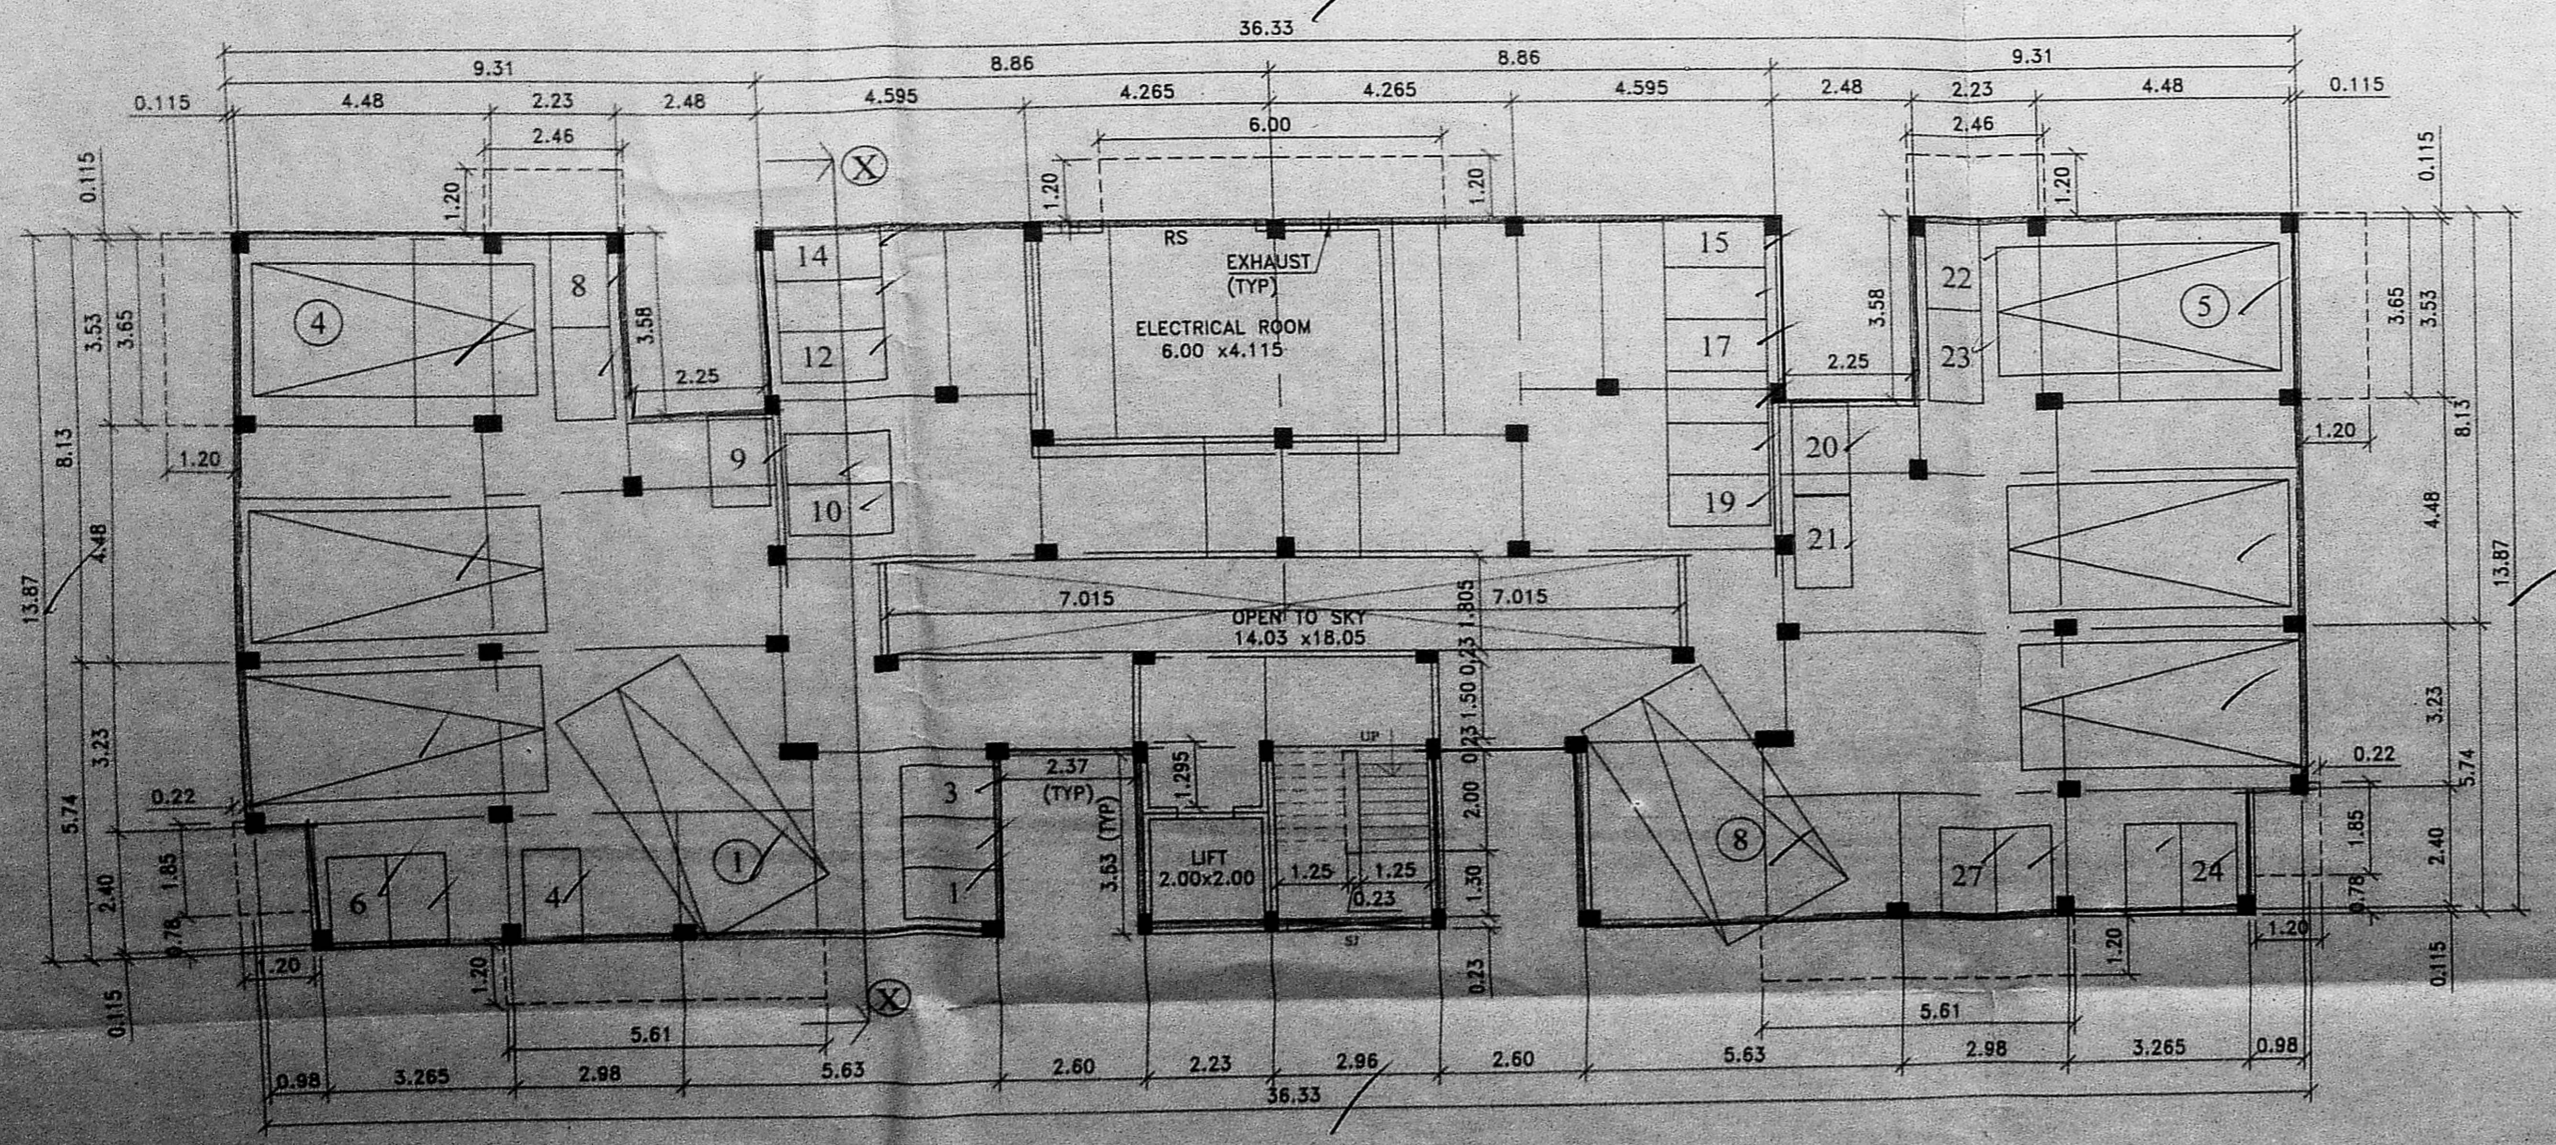 36.33
9.31 8.86 8.86 9.31
0.115 4.48 2.23 2.48 4.595 4.265 4.265 4.595 2.48 2.23 4.48 0.115
2.46 6.00 2.46
0.115 1.20 X 1.20 1.20 1.20 0.115
14 RS 15
EXHAUST
(TYP)
4 8 22 5
3.53 3.65 3.58 3.58 3.65 3.53
ELECTRICAL ROOM
6.00 x4.115
12 17 23
2.25 2.25
8.13 1.20 9 20 1.20 8.13
10 19 21
4.48 4.48
13.87 13.87
7.015 7.015 1.805
OPEN TO SKY
14.03 x18.05
0.23
1.50
0.23
UP
3.23 3.23
0.22 0.22
5.74 5.74
3 2.37 1.295 2.00
(TYP)
3.53 (TYP)
1 8
LIFT
2.00x2.00 1.25 1.25 1.30
0.23
6 4 1 27 24
1.85 2.40 0.78 1.85 2.40 0.78
SJ
1.20 1.20 1.20 1.20
0.115 X 0.23 0.115
5.61 5.61
0.98 3.265 2.98 5.63 2.60 2.23 2.96 2.60 5.63 2.98 3.265 0.98
36.33